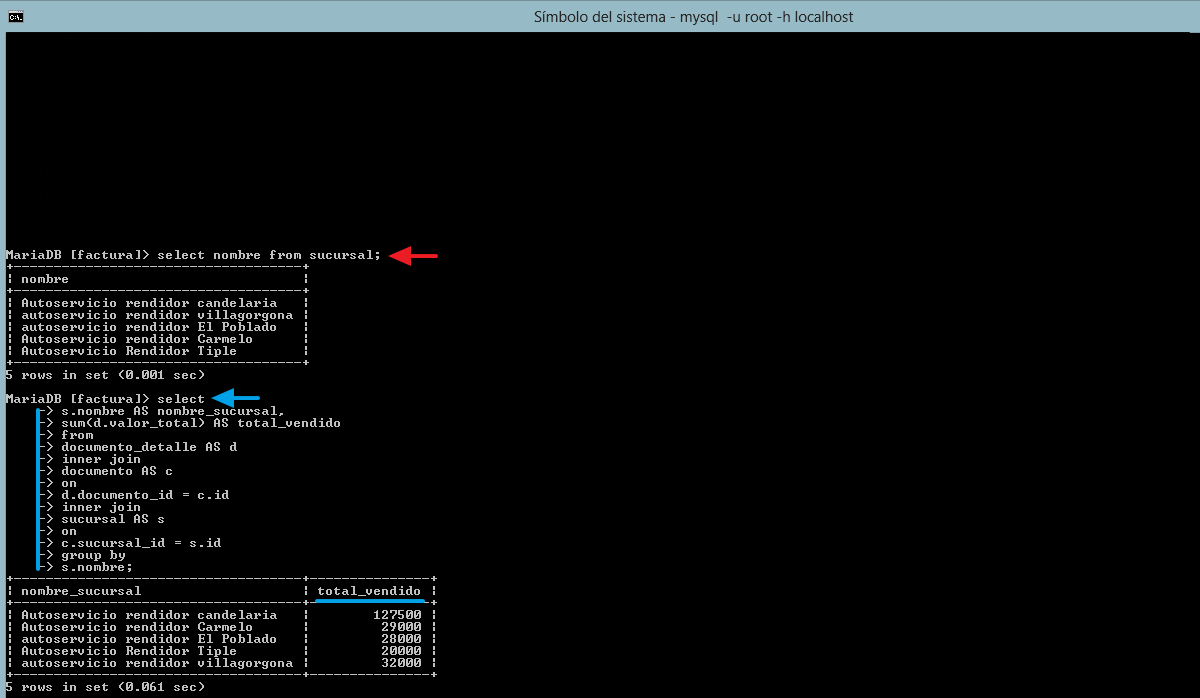 Símbolo del sistema - mysql  -u root -h localhost
MariaDB [factura]> select nombre from sucursal;
+------------------------------------+
| nombre                             |
+------------------------------------+
| Autoservicio rendidor candelaria   |
| autoservicio rendidor villagorgona |
| autoservicio rendidor El Poblado   |
| Autoservicio rendidor Carmelo      |
| Autoservicio Rendidor Tiple        |
+------------------------------------+
5 rows in set (0.001 sec)
MariaDB [factura]> select
    -> s.nombre AS nombre_sucursal,
    -> sum(d.valor_total) AS total_vendido
    -> from
    -> documento_detalle AS d
    -> inner join
    -> documento AS c
    -> on
    -> d.documento_id = c.id
    -> inner join
    -> sucursal AS s
    -> on
    -> c.sucursal_id = s.id
    -> group by
    -> s.nombre;
+------------------------------------+---------------+
| nombre_sucursal                    | total_vendido |
+------------------------------------+---------------+
| Autoservicio rendidor candelaria   |        127500 |
| Autoservicio rendidor Carmelo      |         29000 |
| autoservicio rendidor El Poblado   |         28000 |
| Autoservicio Rendidor Tiple        |         20000 |
| autoservicio rendidor villagorgona |         32000 |
+------------------------------------+---------------+
5 rows in set (0.061 sec)